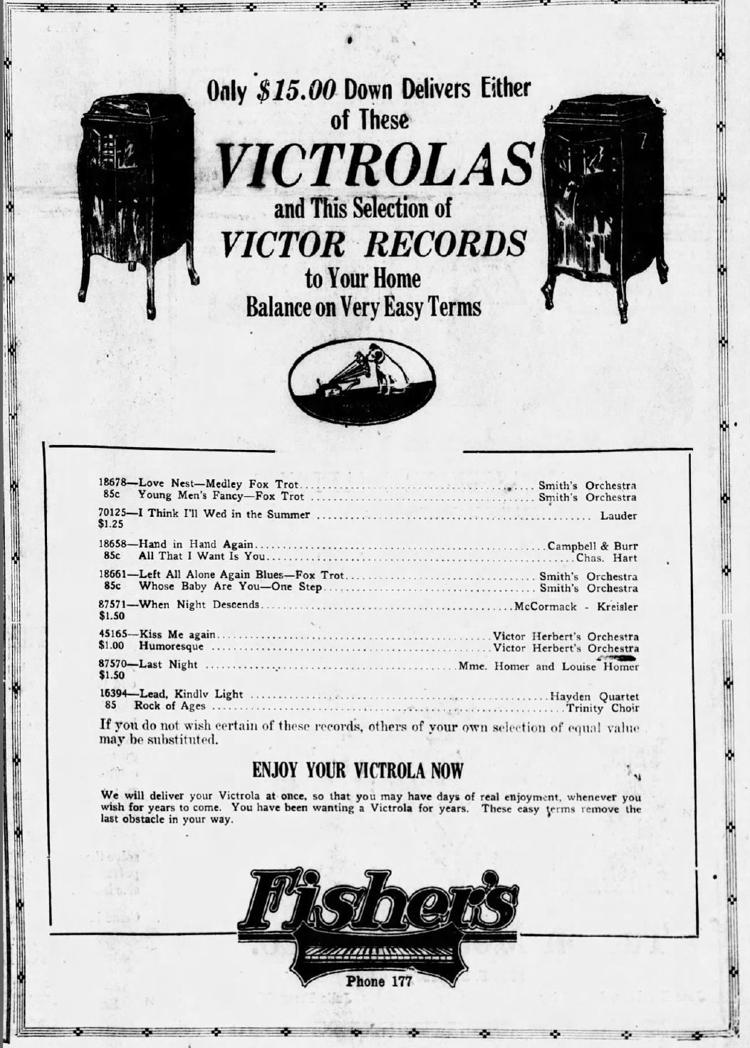 Only $15.00 Down Delivers Either
of These
VICTROLAS
and This Selection of
VICTOR RECORDS
to Your Home
Balance on Very Easy Terms
18678—Love Nest—Medley Fox Trot........ Smith's Orchestra
85c Young Men's Fancy—Fox Trot ........ Smith's Orchestra
70125—I Think I'll Wed in the Summer ........ Lauder
$1.25
18658—Hand in Hand Again........Campbell & Burr
85c All That I Want Is You........Chas. Hart
18661—Left All Alone Again Blues—Fox Trot........ Smith's Orchestra
85c Whose Baby Are You—One Step........ Smith's Orchestra
87571—When Night Descends........McCormack - Kreisler
$1.50
45165—Kiss Me again........Victor Herbert's Orchestra
$1.00 Humoresque ........Victor Herbert's Orchestra
87570—Last Night ........Mme. Homer and Louise Homer
$1.50
16394—Lead, Kindly Light ........Hayden Quartet
85 Rock of Ages ........Trinity Choir
If you do not wish certain of these records, others of your own selection of equal value
may be substituted.
ENJOY YOUR VICTROLA NOW
We will deliver your Victrola at once, so that you may have days of real enjoyment, whenever you
wish for years to come. You have been wanting a Victrola for years. These easy terms remove the
last obstacle in your way.
Fisher's
Phone 177